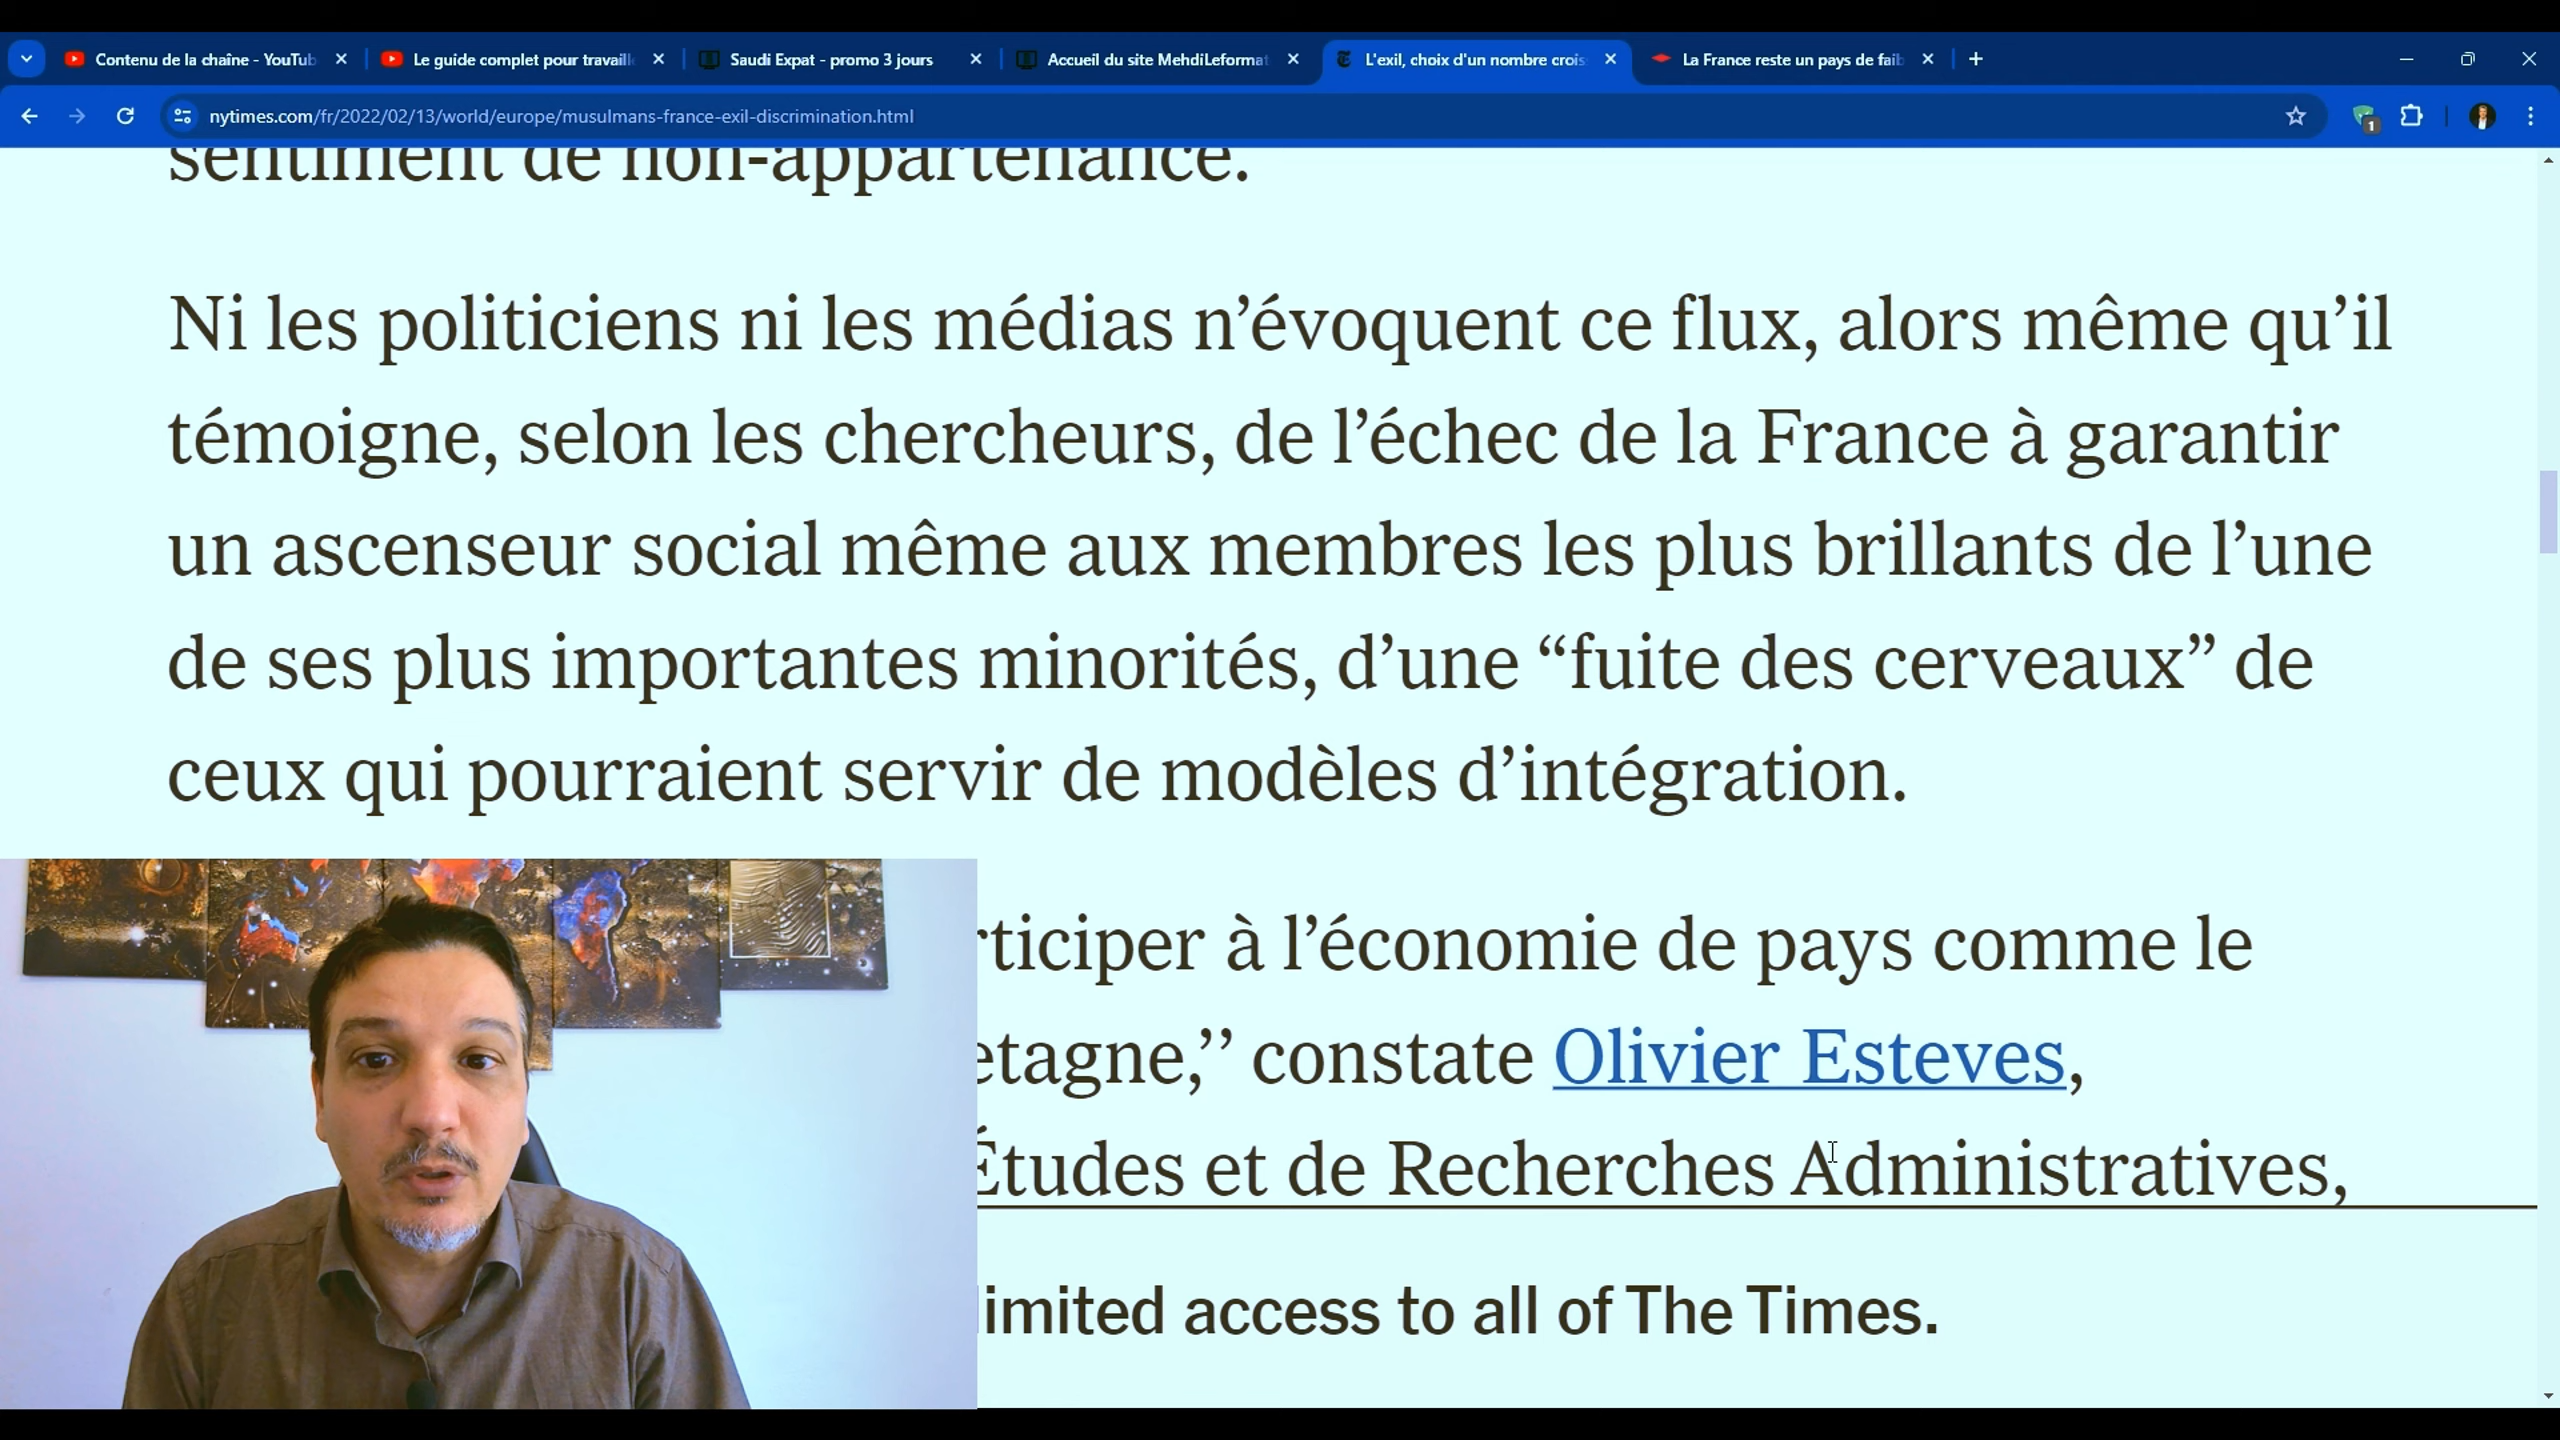 Contenu de la chaîne - YouTub
Le guide complet pour travaill
Saudi Expat - promo 3 jours
Accueil du site MehdiLeformat
L'exil, choix d'un nombre crois
La France reste un pays de faib
nytimes.com/fr/2022/02/13/world/europe/musulmans-france-exil-discrimination.html
1
sentiment de non-appartenance.
Ni les politiciens ni les médias n’évoquent ce flux, alors même qu’il
témoigne, selon les chercheurs, de l’échec de la France à garantir
un ascenseur social même aux membres les plus brillants de l’une
de ses plus importantes minorités, d’une “fuite des cerveaux” de
ceux qui pourraient servir de modèles d’intégration.
rticiper à l’économie de pays comme le
etagne,’’ constate Olivier Esteves,
Études et de Recherches Administratives,
limited access to all of The Times.